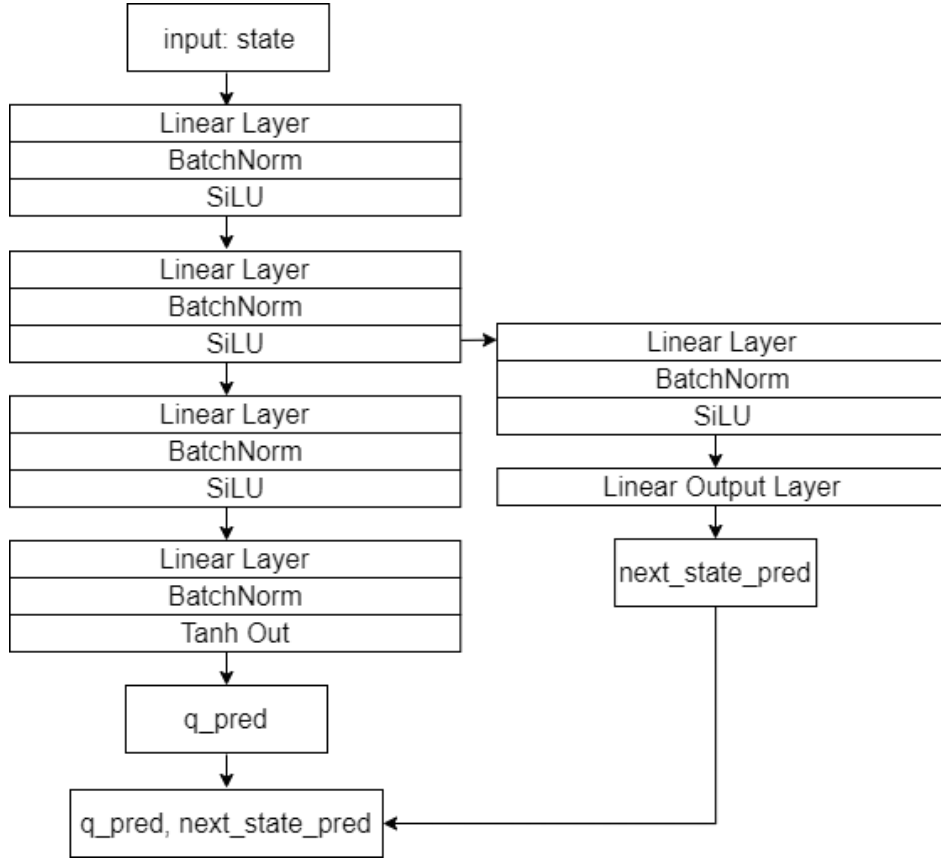 input: state
Linear Layer
BatchNorm
SiLU
Linear Layer
BatchNorm
SiLU
Linear Layer
BatchNorm
SiLU
Linear Layer
BatchNorm
Tanh Out
q_pred
Linear Layer
BatchNorm
SiLU
Linear Output Layer
next_state_pred
q_pred, next_state_pred